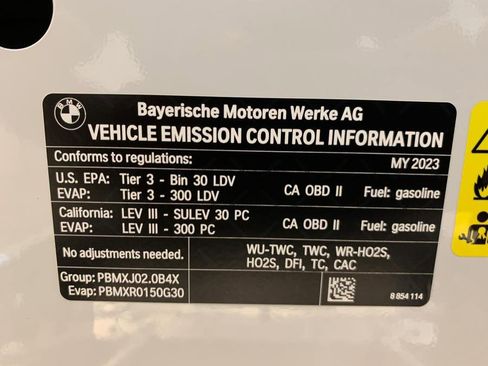 BMW
Bayerische Motoren Werke AG
VEHICLE EMISSION CONTROL INFORMATION
Conforms to regulations: MY 2023
U.S. EPA: Tier 3 - Bin 30 LDV
EVAP: Tier 3 - 300 LDV
CA OBD II Fuel: gasoline
California: LEV III - SULEV 30 PC
EVAP: LEV III - 300 PC
CA OBD II Fuel: gasoline
No adjustments needed.
WU-TWC, TWC, WR-HO2S,
HO2S, DFI, TC, CAC
Group: PBMXJ02.0B4X
Evap: PBMXR0150G30
8 854 114